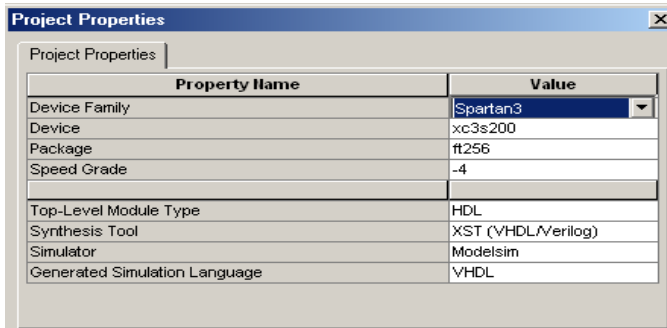 Project Properties
Project Properties
Property Name Value
Device Family Spartan3
Device xc3s200
Package ft256
Speed Grade -4
Top-Level Module Type HDL
Synthesis Tool XST (VHDL/Verilog)
Simulator Modelsim
Generated Simulation Language VHDL